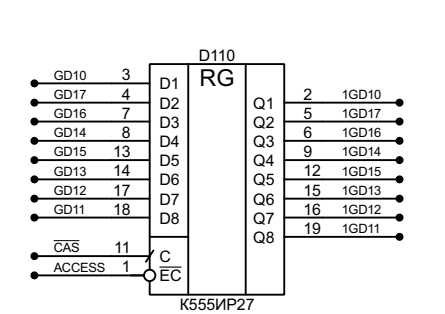 D110
RG
GD10 3 D1
GD17 4 D2
GD16 7 D3
GD14 8 D4
GD15 13 D5
GD13 14 D6
GD12 17 D7
GD11 18 D8
Q1 2 1GD10
Q2 5 1GD17
Q3 6 1GD16
Q4 9 1GD14
Q5 12 1GD15
Q6 15 1GD13
Q7 16 1GD12
Q8 19 1GD11
C̅A̅S̅ 11 C
ACCESS 1 E̅C̅
К555ИР27